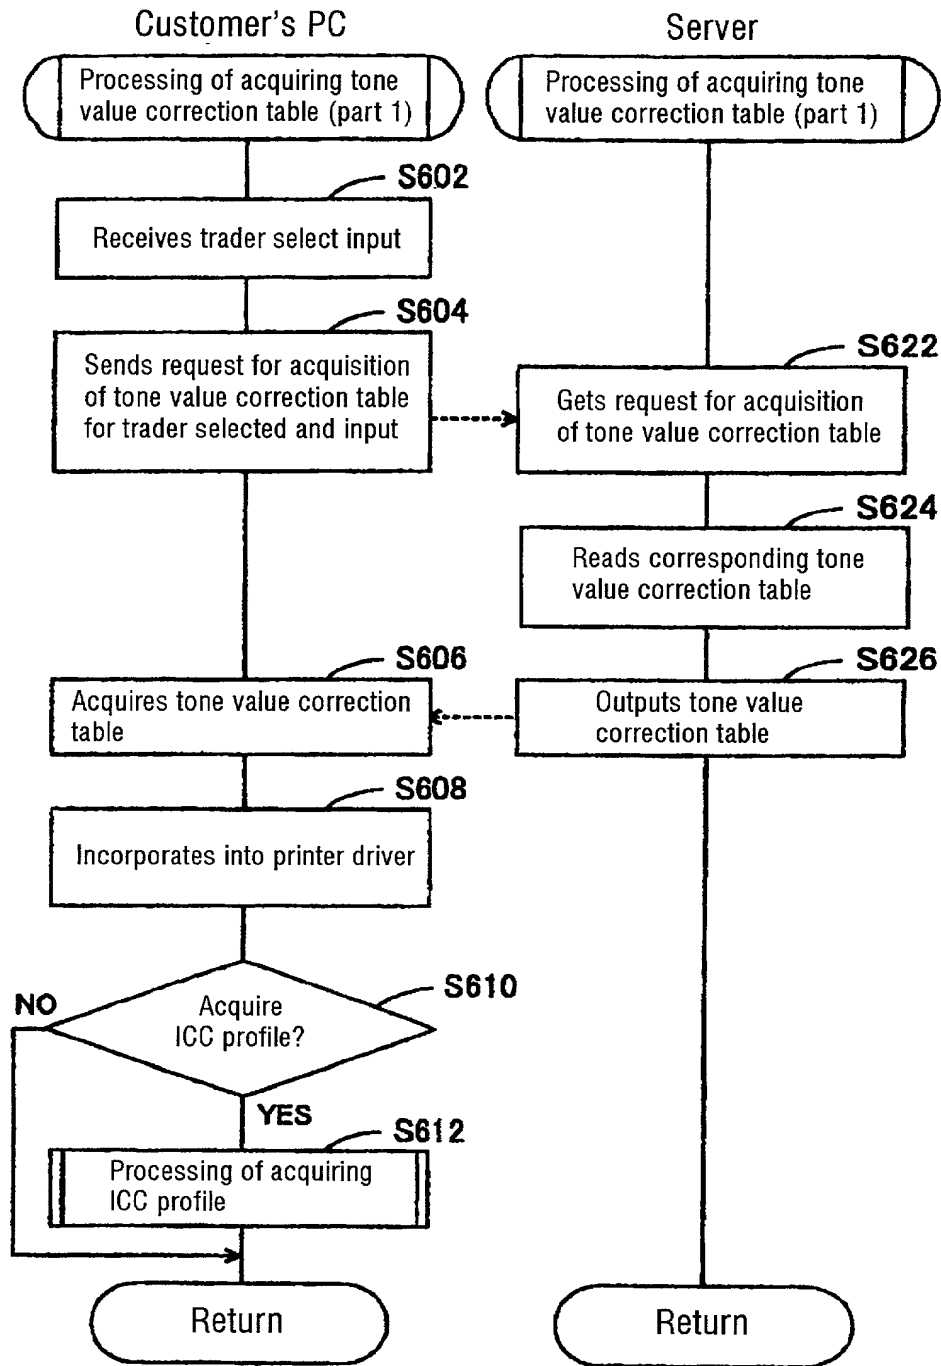 Customer's PC
Server
Processing of acquiring tone
value correction table (part 1)
Processing of acquiring tone
value correction table (part 1)
S602
Receives trader select input
S604
Sends request for acquisition
of tone value correction table
for trader selected and input
S622
Gets request for acquisition
of tone value correction table
S624
Reads corresponding tone
value correction table
S606
Acquires tone value correction
table
S626
Outputs tone value
correction table
S608
Incorporates into printer driver
S610
Acquire
ICC profile?
NO
YES
S612
Processing of acquiring
ICC profile
Return
Return